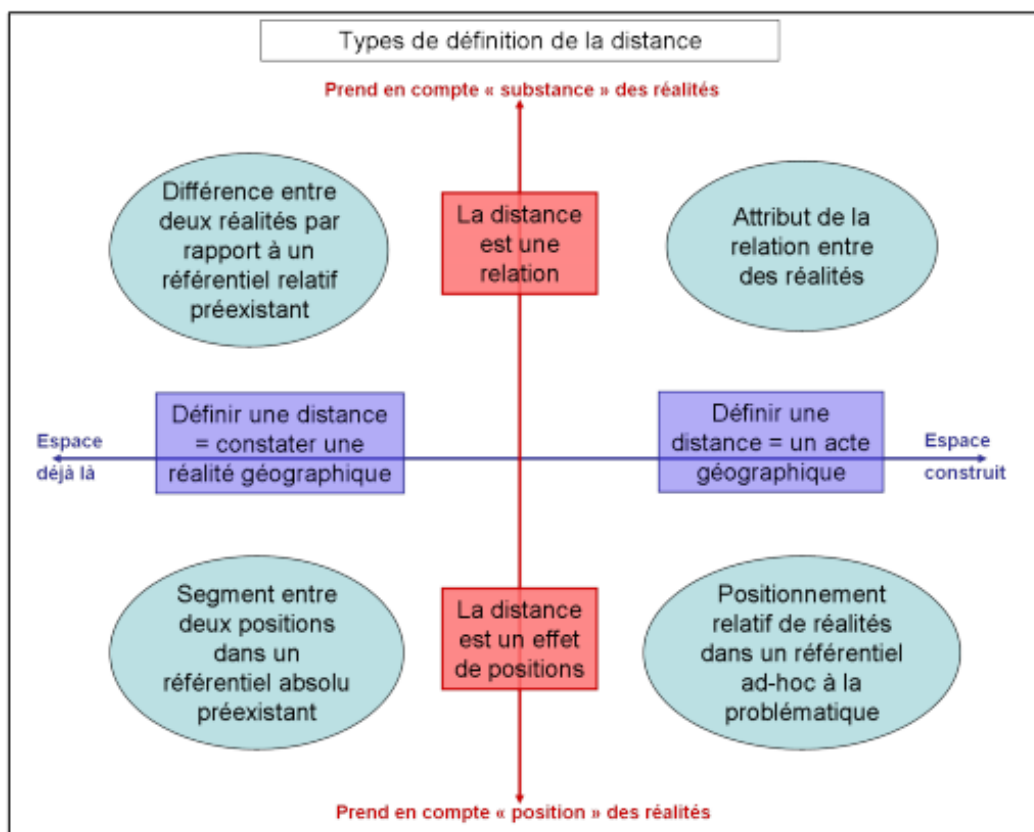 Types de définition de la distance
Prend en compte « substance » des réalités
Différence entre
deux réalités par
rapport à un
référentiel relatif
préexistant
La distance
est une
relation
Attribut de la
relation entre
des réalités
Espace
déjà là
Définir une distance
= constater une
réalité géographique
Définir une
distance = un acte
géographique
Espace
construit
Segment entre
deux positions
dans un
référentiel absolu
préexistant
La distance
est un effet
de positions
Positionnement
relatif de réalités
dans un référentiel
ad-hoc à la
problématique
Prend en compte « position » des réalités